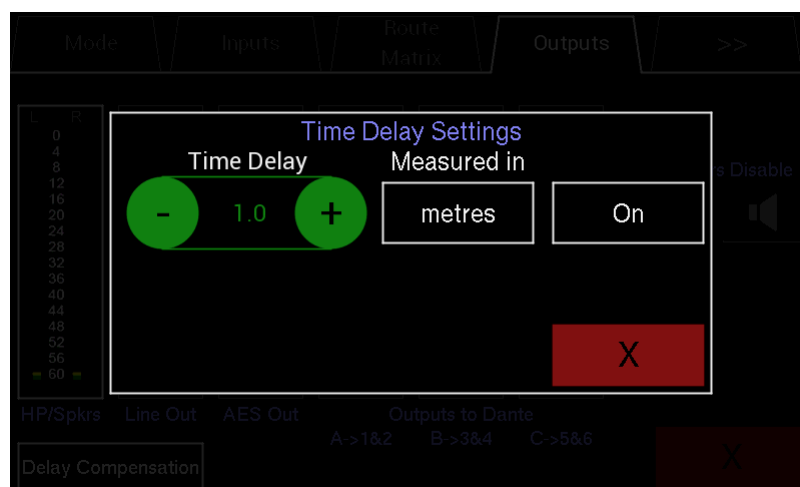 Mode
Inputs
Route
Matrix
Outputs
>>
L R
0
4
8
12
16
20
24
28
32
36
40
44
48
52
56
60
Time Delay Settings
Time Delay
Measured in
- 1.0 +
metres
On
X
rs Disable
HP/Spkrs
Line Out
AES Out
Outputs to Dante
A->1&2
B->3&4
C->5&6
Delay Compensation
X